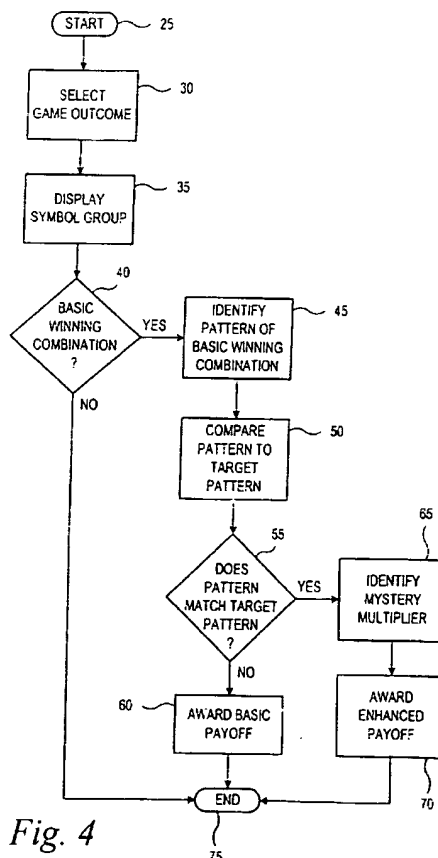 START
25
30
SELECT
GAME OUTCOME
35
DISPLAY
SYMBOL GROUP
40
BASIC
WINNING
COMBINATION
?
YES
NO
45
IDENTIFY
PATTERN OF
BASIC WINNING
COMBINATION
50
COMPARE
PATTERN TO
TARGET
PATTERN
55
DOES
PATTERN
MATCH TARGET
PATTERN
?
YES
NO
65
IDENTIFY
MYSTERY
MULTIPLIER
60
AWARD BASIC
PAYOFF
AWARD
ENHANCED
PAYOFF
70
END
75
Fig. 4